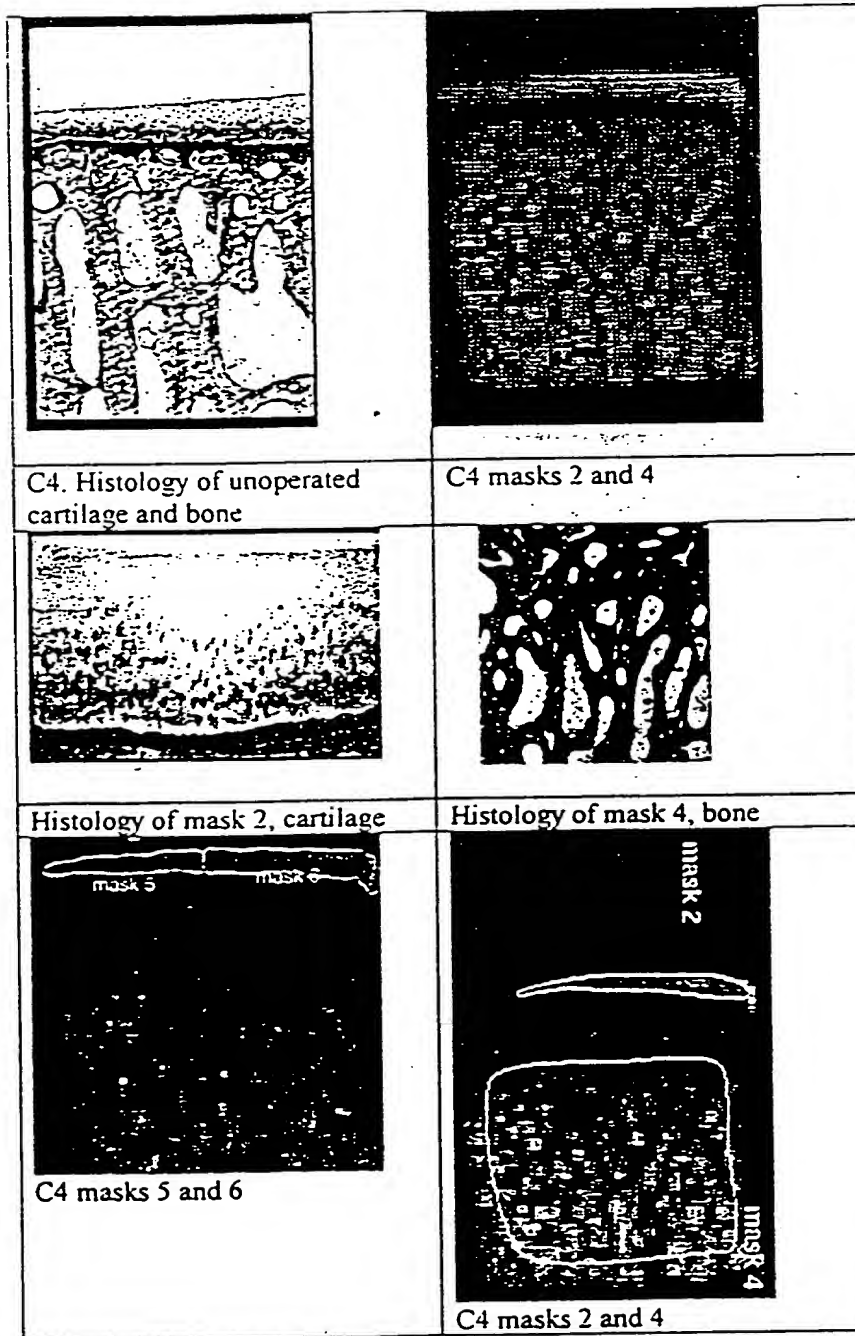 C4. Histology of unoperated
cartilage and bone
C4 masks 2 and 4
Histology of mask 2, cartilage
Histology of mask 4, bone
mask 5
mask 6
C4 masks 5 and 6
mask 2
mask 4
C4 masks 2 and 4